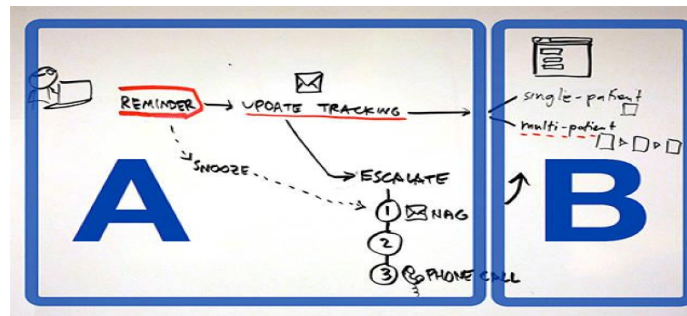 REMINDER
UPDATE TRACKING
single-patient
multi-patient
SNOOZE
ESCALATE
A
B
1
NAG
2
3
PHONE CALL